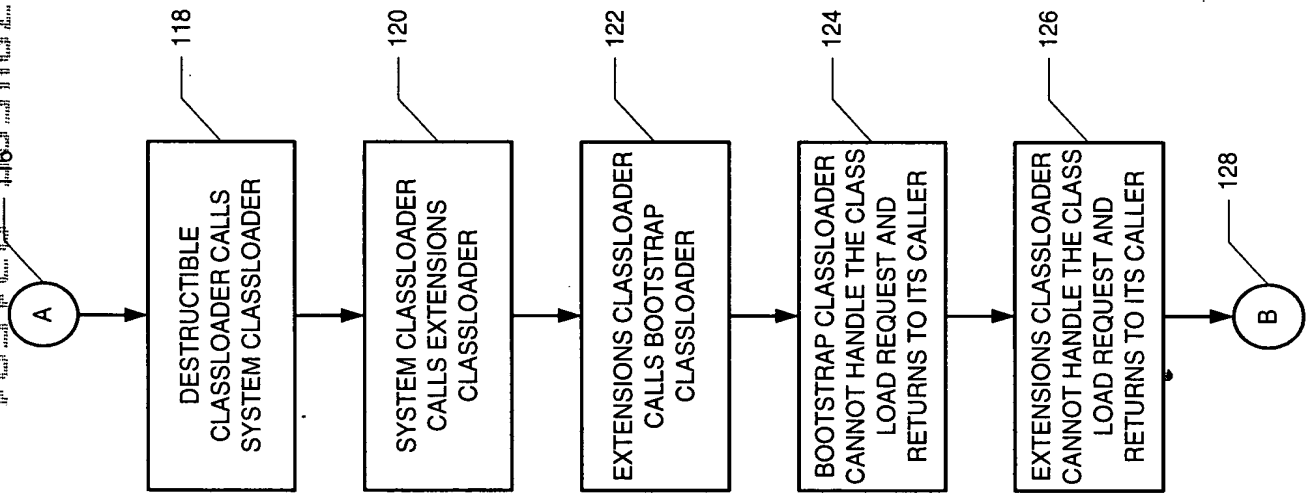 A
DESTRUCTIBLE
CLASSLOADER CALLS
SYSTEM CLASSLOADER
118
SYSTEM CLASSLOADER
CALLS EXTENSIONS
CLASSLOADER
120
EXTENSIONS CLASSLOADER
CALLS BOOTSTRAP
CLASSLOADER
122
BOOTSTRAP CLASSLOADER
CANNOT HANDLE THE CLASS
LOAD REQUEST AND
RETURNS TO ITS CALLER
124
EXTENSIONS CLASSLOADER
CANNOT HANDLE THE CLASS
LOAD REQUEST AND
RETURNS TO ITS CALLER
126
B
128